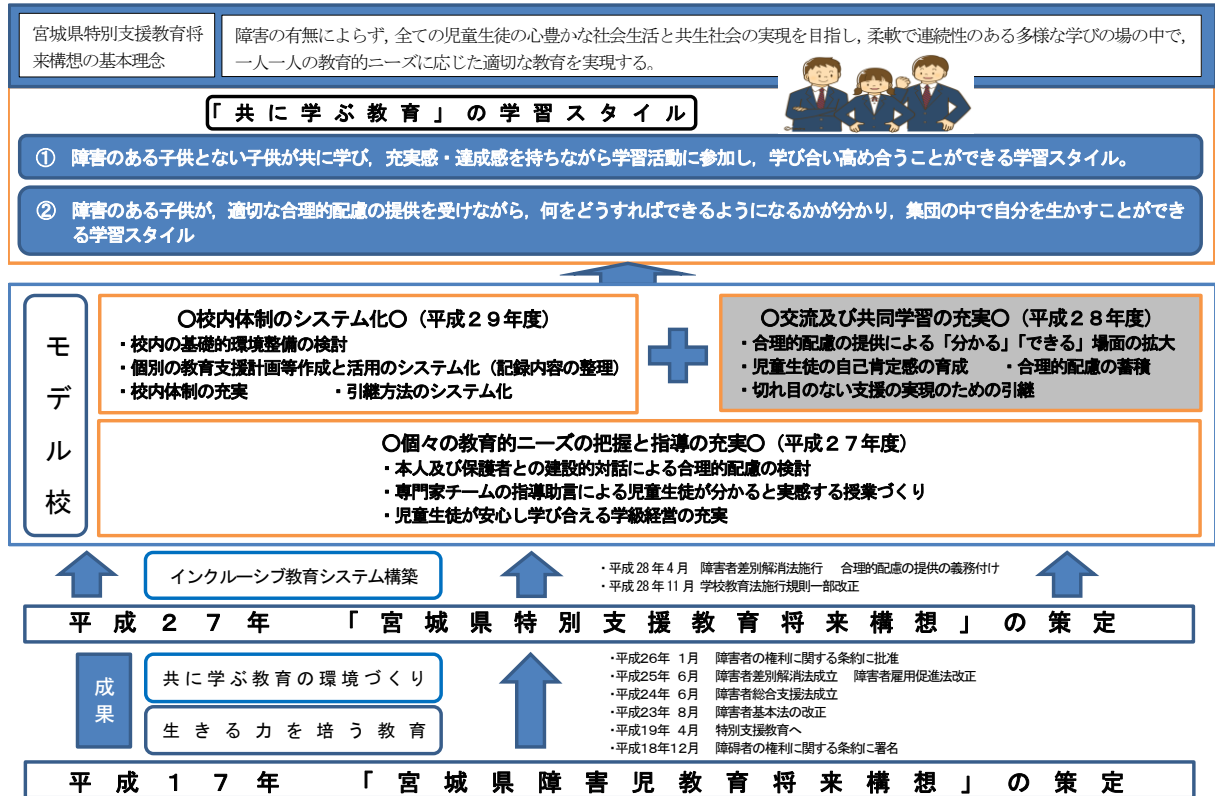 宮城県特別支援教育将
来構想の基本理念
障害の有無によらず，全ての児童生徒の心豊かな社会生活と共生社会の実現を目指し，柔軟で連続性のある多様な学びの場の中で，
一人一人の教育的ニーズに応じた適切な教育を実現する。
「共に学ぶ教育」の学習スタイル
① 障害のある子供とない子供が共に学び，充実感・達成感を持ちながら学習活動に参加し，学び合い高め合うことができる学習スタイル。
② 障害のある子供が，適切な合理的配慮の提供を受けながら，何をどうすればできるようになるかが分かり，集団の中で自分を生かすことができ
る学習スタイル
モデル校
○校内体制のシステム化○（平成２９年度）
・校内の基礎的環境整備の検討
・個別の教育支援計画等作成と活用のシステム化（記録内容の整理）
・校内体制の充実 ・引継方法のシステム化
○交流及び共同学習の充実○（平成２８年度）
・合理的配慮の提供による「分かる」「できる」場面の拡大
・児童生徒の自己肯定感の育成 ・合理的配慮の蓄積
・切れ目のない支援の実現のための引継
○個々の教育的ニーズの把握と指導の充実○（平成２７年度）
・本人及び保護者との建設的対話による合理的配慮の検討
・専門家チームの指導助言による児童生徒が分かると実感する授業づくり
・児童生徒が安心し学び合える学級経営の充実
インクルーシブ教育システム構築
・平成28年4月 障害者差別解消法施行 合理的配慮の提供の義務付け
・平成28年11月 学校教育法施行規則一部改正
平成２７年 「宮城県特別支援教育将来構想」の策定
成果
共に学ぶ教育の環境づくり
生きる力を培う教育
・平成26年 1月 障害者の権利に関する条約に批准
・平成25年 6月 障害者差別解消法成立 障害者雇用促進法改正
・平成24年 6月 障害者総合支援法成立
・平成23年 8月 障害者基本法の改正
・平成19年 4月 特別支援教育へ
・平成18年12月 障碍者の権利に関する条約に署名
平成１７年 「宮城県障害児教育将来構想」の策定